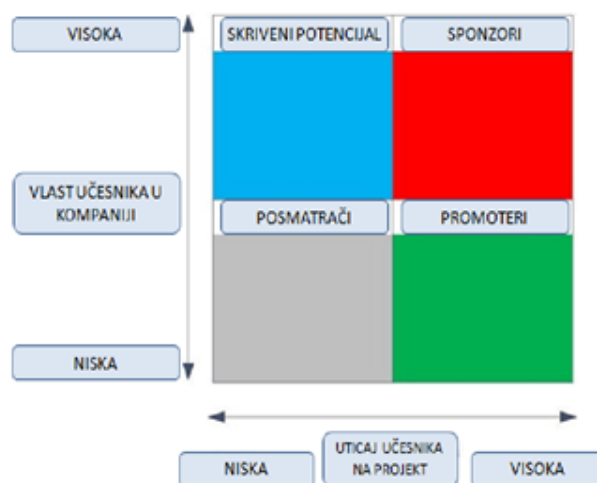 VISOKA
SKRIVENI POTENCIJAL
SPONZORI
VLAST UČESNIKA U
KOMPANIJI
POSMATRAČI
PROMOTERI
NISKA
NISKA
UTICAJ UČESNIKA
NA PROJEKT
VISOKA